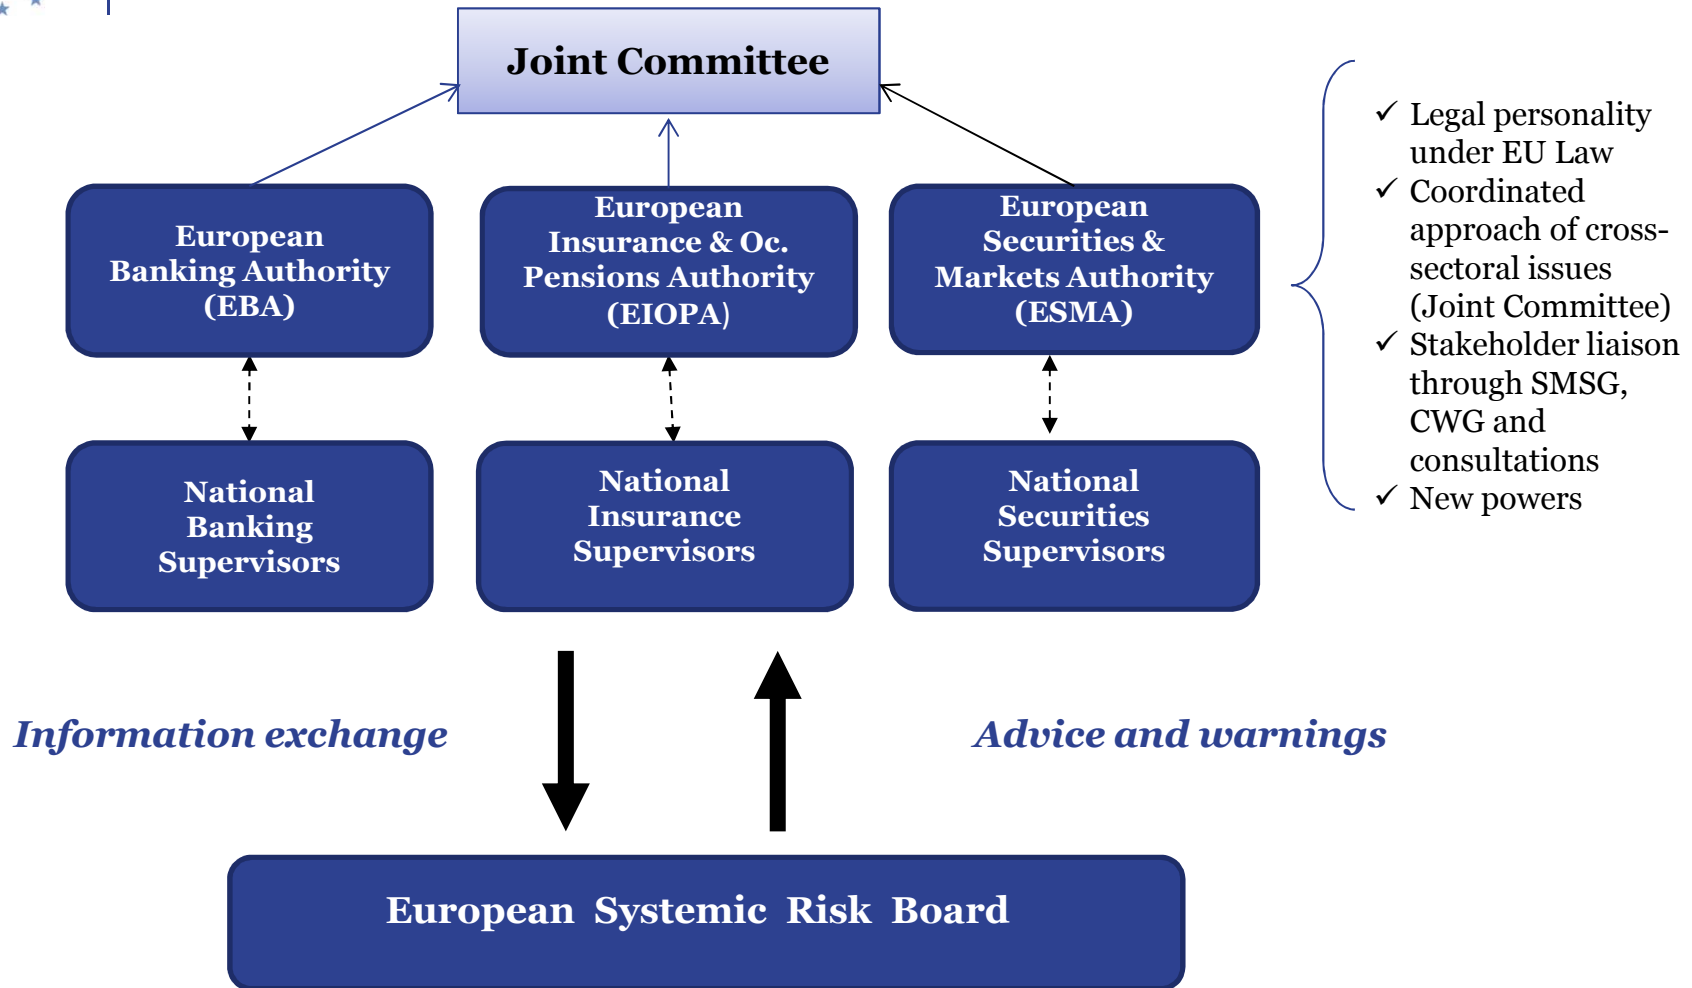 Joint Committee
European
Banking Authority
(EBA)
European
Insurance & Oc.
Pensions Authority
(EIOPA)
European
Securities &
Markets Authority
(ESMA)
✓ Legal personality
under EU Law
✓ Coordinated
approach of cross-
sectoral issues
(Joint Committee)
✓ Stakeholder liaison
through SMSG,
CWG and
consultations
✓ New powers
National
Banking
Supervisors
National
Insurance
Supervisors
National
Securities
Supervisors
Information exchange
Advice and warnings
European Systemic Risk Board